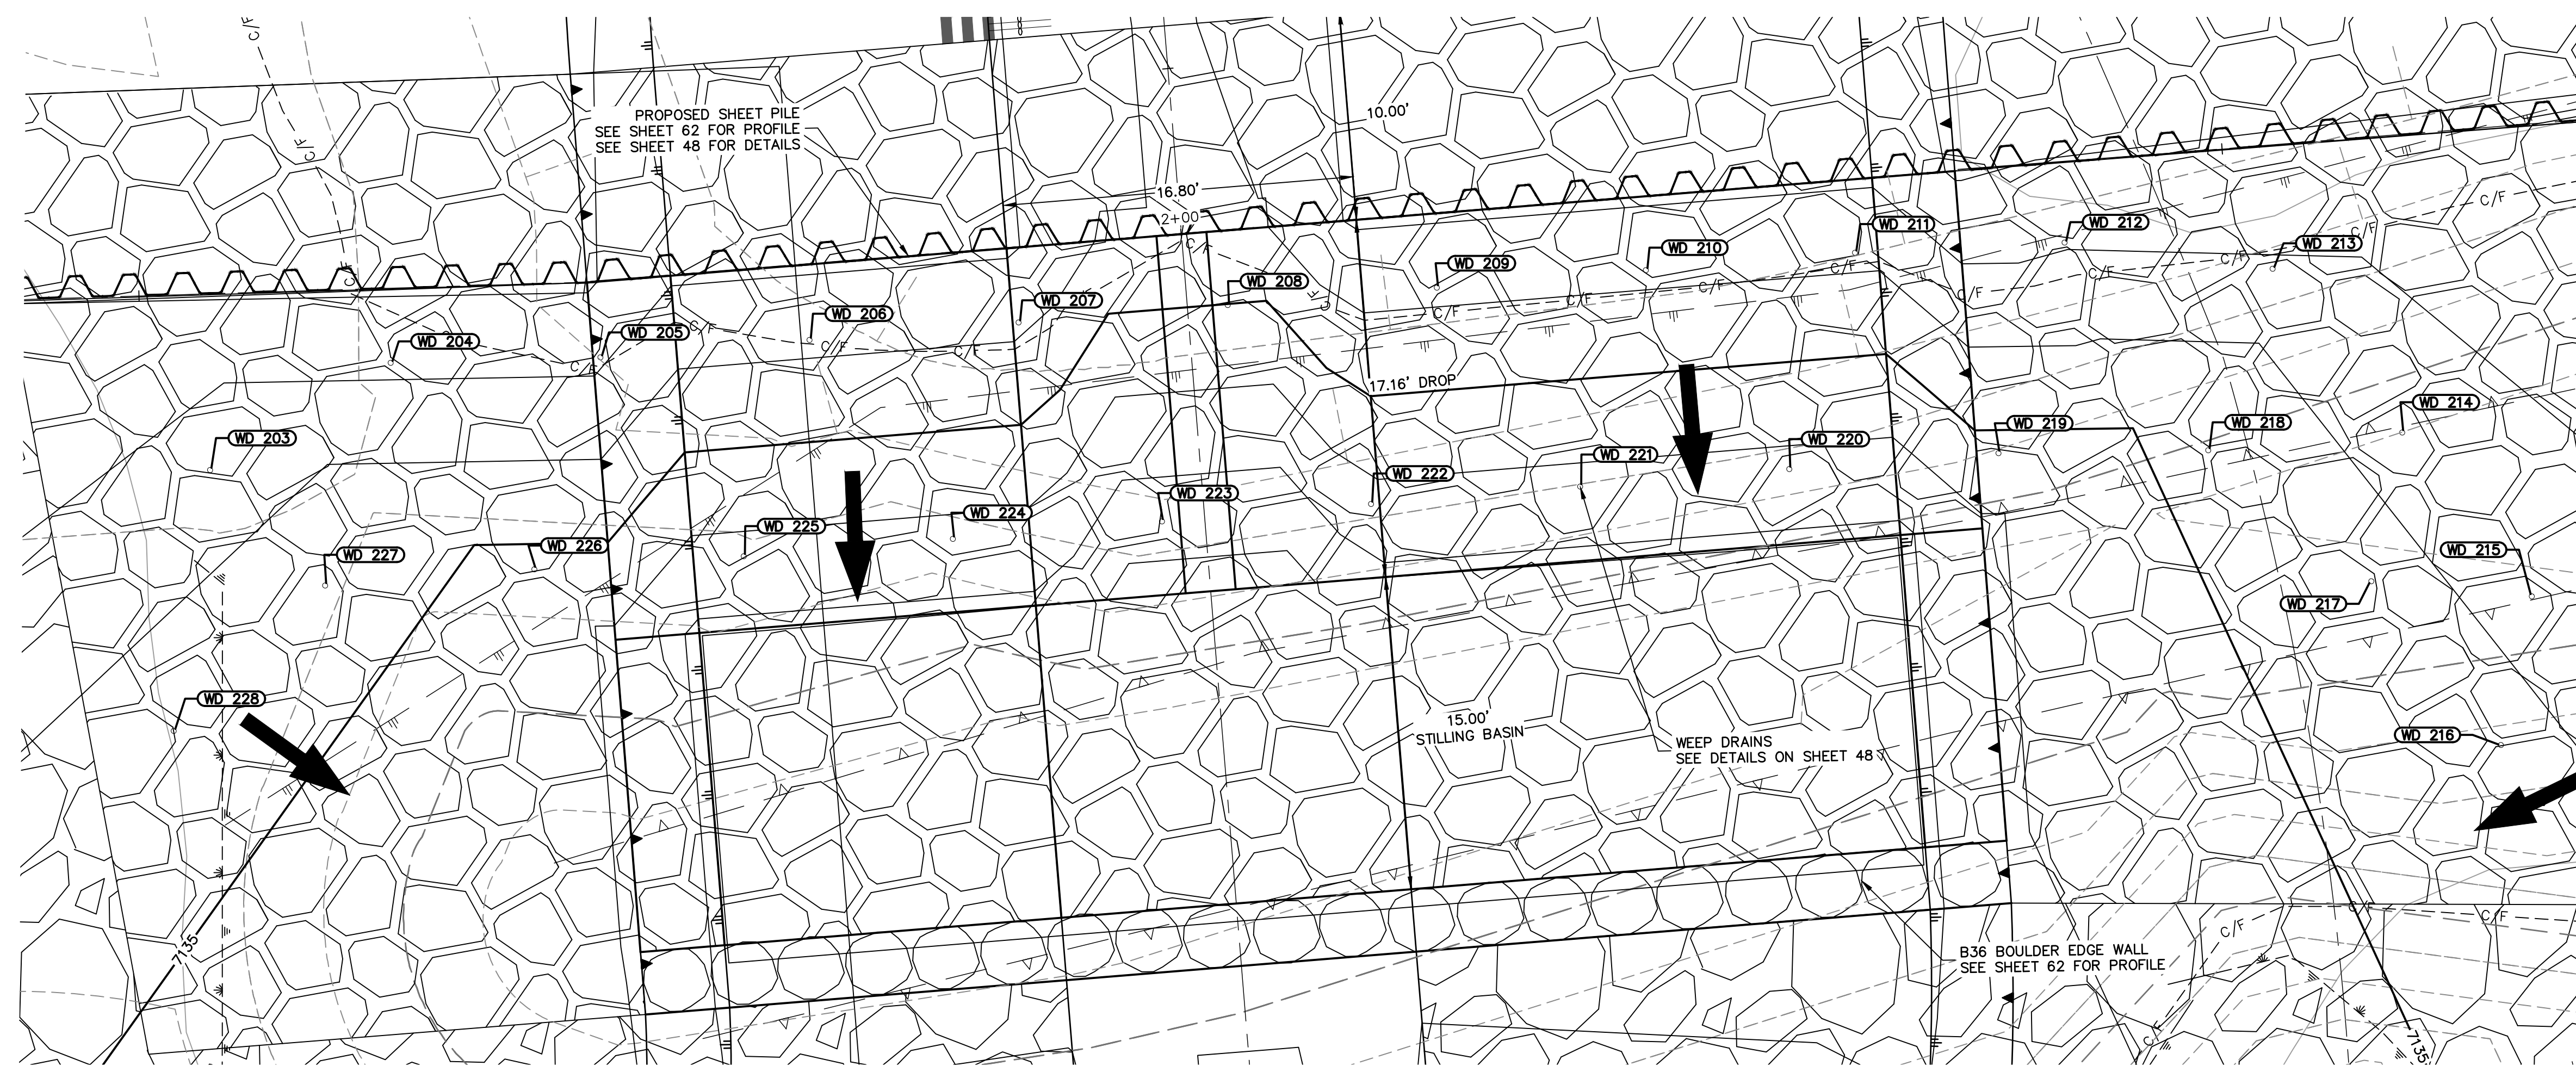 C/F
PROPOSED SHEET PILE
SEE SHEET 62 FOR PROFILE
SEE SHEET 48 FOR DETAILS
10.00'
C/F
16.80'
2+00
C/F
C/F
C/F
WD 211
WD 212
WD 213
C/F
WD 210
C/F
C/F
C/F
WD 209
C/F
WD 208
C/F
C/F
C/F
C/F
WD 207
WD 206
WD 205
C/F
WD 204
C/F
C/F
C/F
17.16' DROP
WD 203
WD 214
WD 218
WD 219
WD 220
WD 221
WD 222
WD 223
WD 224
WD 225
WD 226
WD 227
WD 215
WD 217
WD 228
15.00'
STILLING BASIN
WEEP DRAINS
SEE DETAILS ON SHEET 48
WD 216
7135
C/F
C/F
C/F
B36 BOULDER EDGE WALL
SEE SHEET 62 FOR PROFILE
C/F
7135